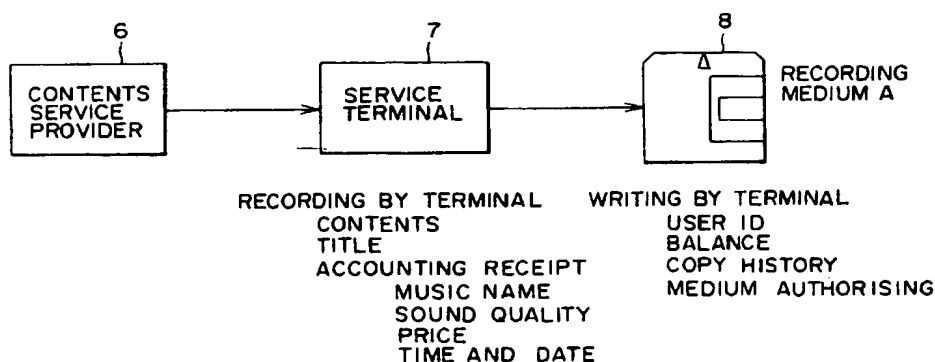 6
7
8
CONTENTS
SERVICE
PROVIDER
SERVICE
TERMINAL
RECORDING
MEDIUM A
RECORDING BY TERMINAL
CONTENTS
TITLE
ACCOUNTING RECEIPT
MUSIC NAME
SOUND QUALITY
PRICE
TIME AND DATE
WRITING BY TERMINAL
USER ID
BALANCE
COPY HISTORY
MEDIUM AUTHORISING